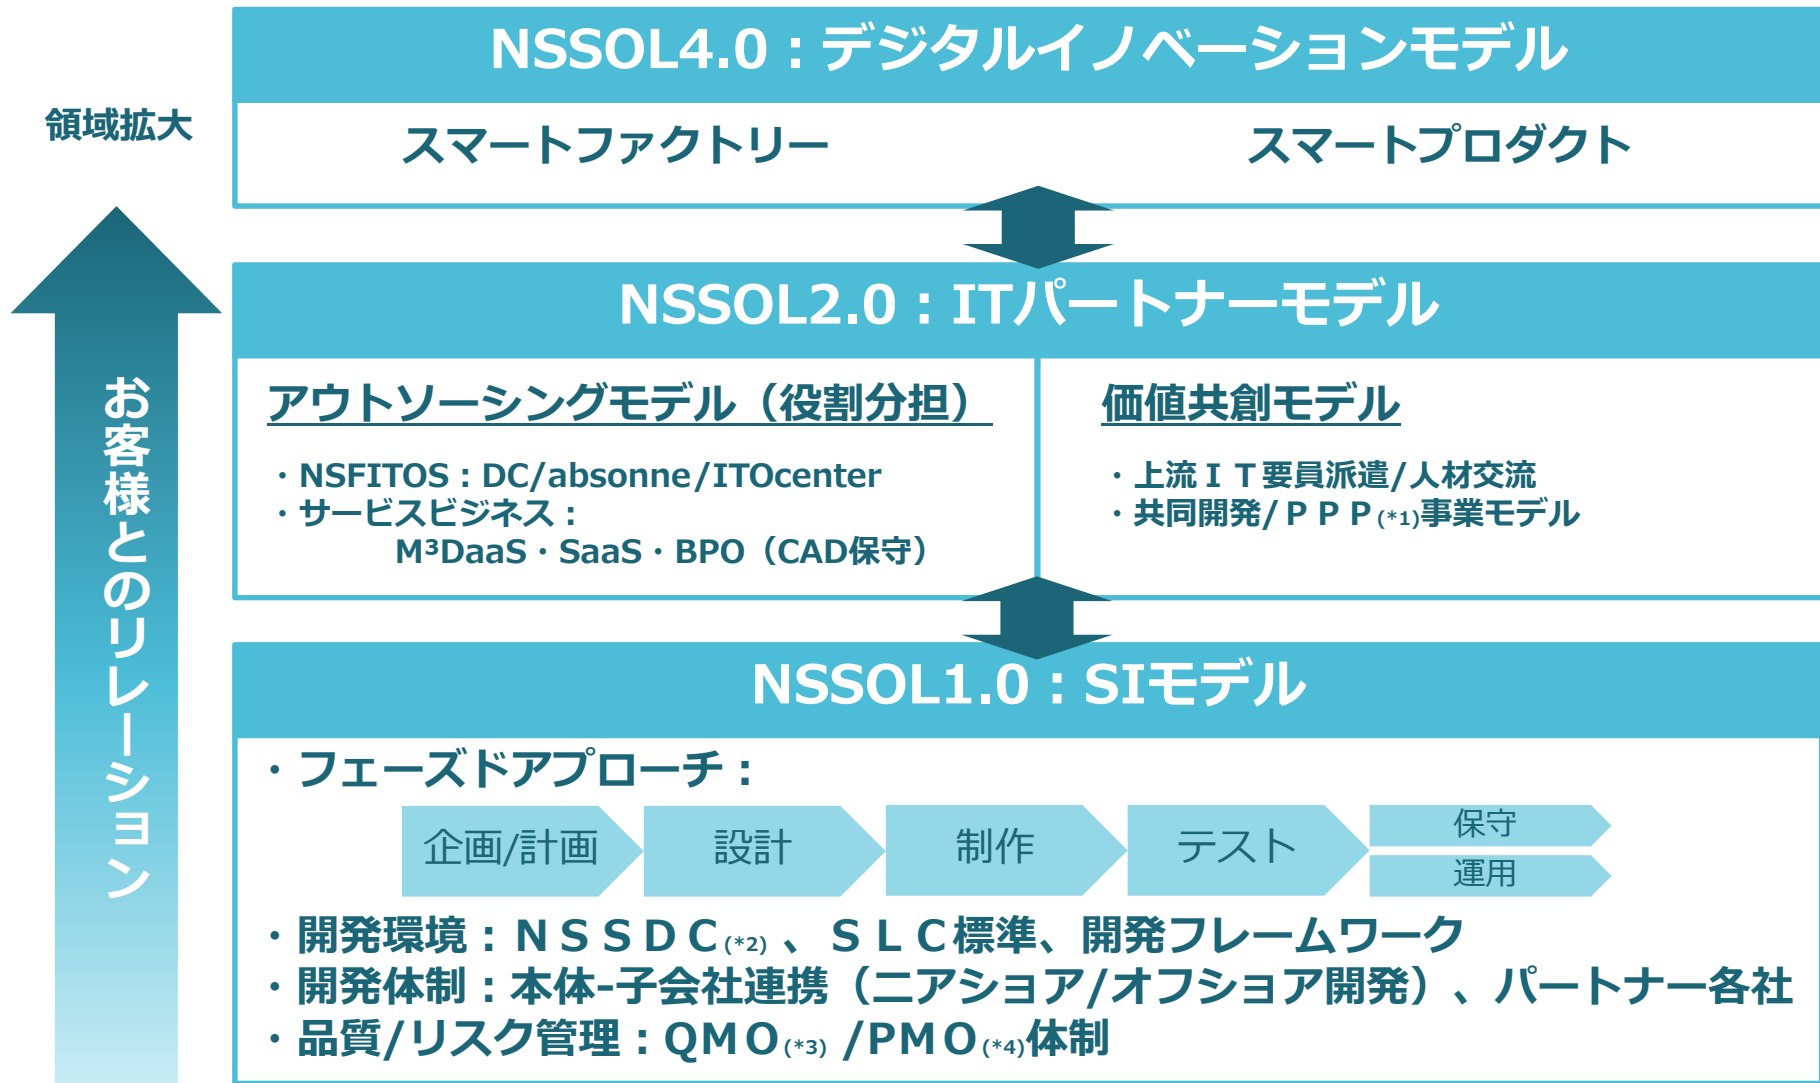 NSSOL4.0：デジタルイノベーションモデル
領域拡大
スマートファクトリー
スマートプロダクト
お客様とのリレーション
NSSOL2.0：ITパートナーモデル
アウトソーシングモデル（役割分担）
・NSFITOS：DC/absonne/ITOcenter
・サービスビジネス：
M³DaaS・SaaS・BPO（CAD保守）
価値共創モデル
・上流ＩＴ要員派遣/人材交流
・共同開発/ＰＰＰ(*1)事業モデル
NSSOL1.0：SIモデル
・フェーズドアプローチ：
企画/計画
設計
制作
テスト
保守
運用
・開発環境：ＮＳＳＤＣ(*2)、ＳＬＣ標準、開発フレームワーク
・開発体制：本体-子会社連携（ニアショア/オフショア開発）、パートナー各社
・品質/リスク管理：QＭＯ(*3) /PＭＯ(*4)体制